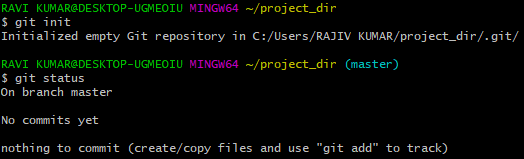 RAVI KUMAR@DESKTOP-UGMEOIU MINGW64 ~/project_dir
$ git init
Initialized empty Git repository in C:/Users/RAJIV KUMAR/project_dir/.git/
RAVI KUMAR@DESKTOP-UGMEOIU MINGW64 ~/project_dir (master)
$ git status
On branch master
No commits yet
nothing to commit (create/copy files and use "git add" to track)